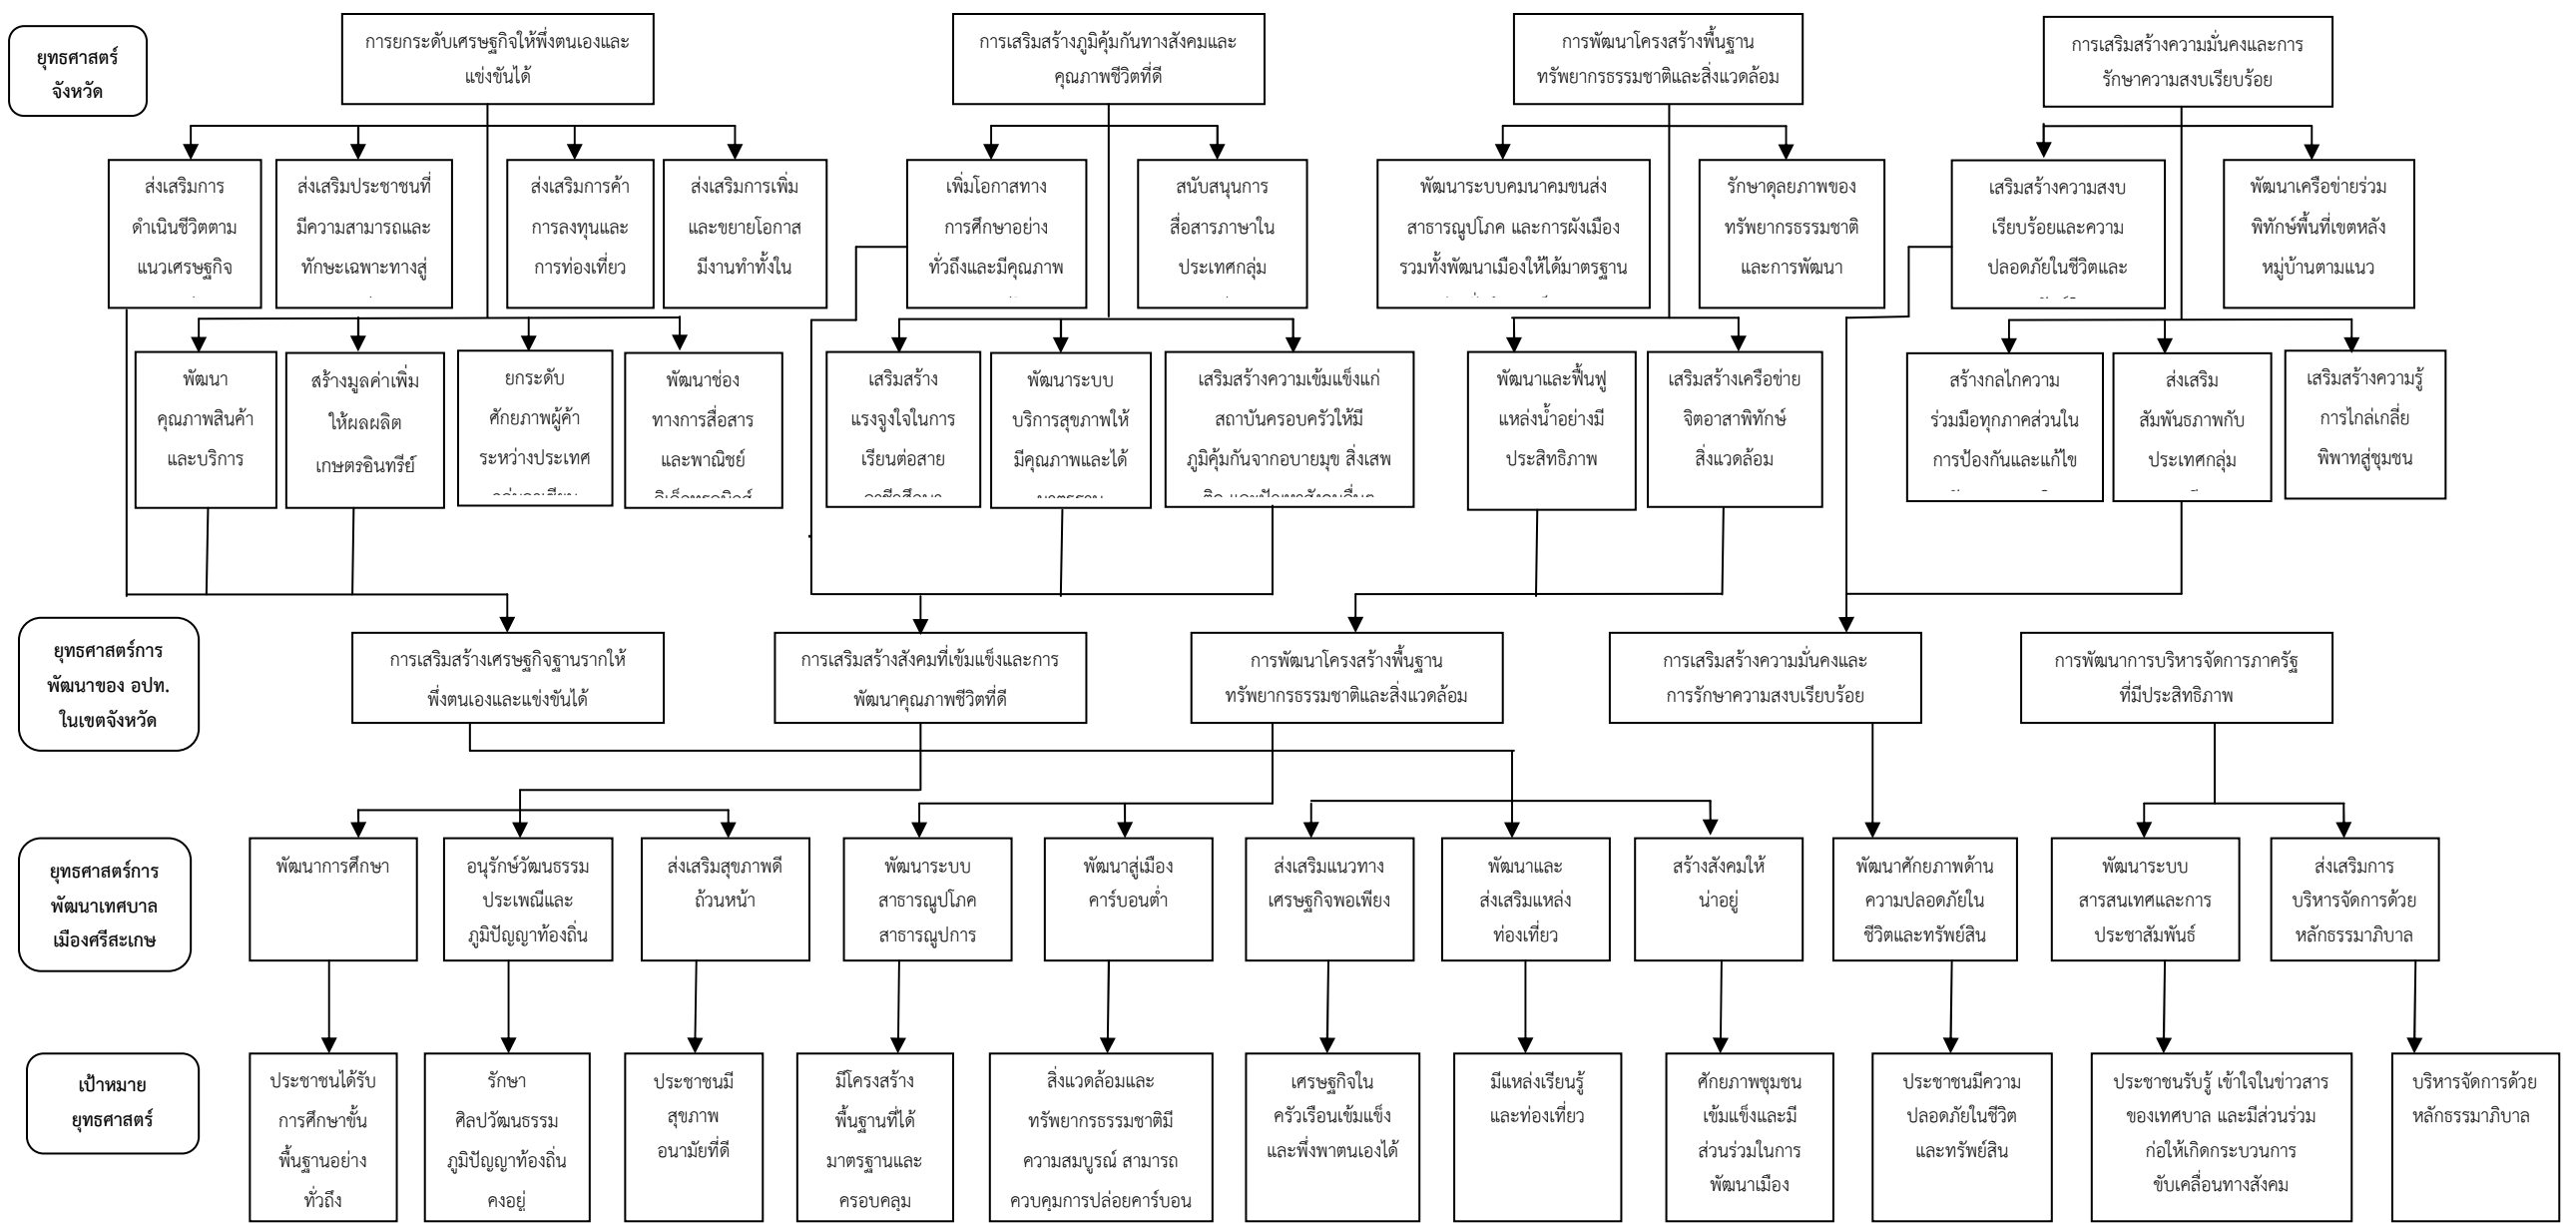 ยุทธศาสตร์
จังหวัด
การยกระดับเศรษฐกิจให้พึ่งตนเองและ
แข่งขันได้
การเสริมสร้างภูมิคุ้มกันทางสังคมและ
คุณภาพชีวิตที่ดี
การพัฒนาโครงสร้างพื้นฐาน
ทรัพยากรธรรมชาติและสิ่งแวดล้อม
การเสริมสร้างความมั่นคงและการ
รักษาความสงบเรียบร้อย
ส่งเสริมการ
ดำเนินชีวิตตาม
แนวเศรษฐกิจ
ส่งเสริมประชาชนที่
มีความสามารถและ
ทักษะเฉพาะทางสู่
ส่งเสริมการค้า
การลงทุนและ
การท่องเที่ยว
ส่งเสริมการเพิ่ม
และขยายโอกาส
มีงานทำทั้งใน
เพิ่มโอกาสทาง
การศึกษาอย่าง
ทั่วถึงและมีคุณภาพ
สนับสนุนการ
สื่อสารภาษาใน
ประเทศกลุ่ม
พัฒนาระบบคมนาคมขนส่ง
สาธารณูปโภค และการผังเมือง
รวมทั้งพัฒนาเมืองให้ได้มาตรฐาน
รักษาดุลยภาพของ
ทรัพยากรธรรมชาติ
และการพัฒนา
เสริมสร้างความสงบ
เรียบร้อยและความ
ปลอดภัยในชีวิตและ
พัฒนาเครือข่ายร่วม
พิทักษ์พื้นที่เขตหลัง
หมู่บ้านตามแนว
พัฒนา
คุณภาพสินค้า
และบริการ
สร้างมูลค่าเพิ่ม
ให้ผลผลิต
เกษตรอินทรีย์
ยกระดับ
ศักยภาพผู้ค้า
ระหว่างประเทศ
พัฒนาช่อง
ทางการสื่อสาร
และพาณิชย์
เสริมสร้าง
แรงจูงใจในการ
เรียนต่อสาย
พัฒนาระบบ
บริการสุขภาพให้
มีคุณภาพและได้
เสริมสร้างความเข้มแข็งแก่
สถาบันครอบครัวให้มี
ภูมิคุ้มกันจากอบายมุข สิ่งเสพ
พัฒนาและฟื้นฟู
แหล่งน้ำอย่างมี
ประสิทธิภาพ
เสริมสร้างเครือข่าย
จิตอาสาพิทักษ์
สิ่งแวดล้อม
สร้างกลไกความ
ร่วมมือทุกภาคส่วนใน
การป้องกันและแก้ไข
ส่งเสริม
สัมพันธภาพกับ
ประเทศกลุ่ม
เสริมสร้างความรู้
การไกล่เกลี่ย
พิพาทสู่ชุมชน
ยุทธศาสตร์การ
พัฒนาของ อปท.
ในเขตจังหวัด
การเสริมสร้างเศรษฐกิจฐานรากให้
พึ่งตนเองและแข่งขันได้
การเสริมสร้างสังคมที่เข้มแข็งและการ
พัฒนาคุณภาพชีวิตที่ดี
การพัฒนาโครงสร้างพื้นฐาน
ทรัพยากรธรรมชาติและสิ่งแวดล้อม
การเสริมสร้างความมั่นคงและ
การรักษาความสงบเรียบร้อย
การพัฒนาการบริหารจัดการภาครัฐ
ที่มีประสิทธิภาพ
ยุทธศาสตร์การ
พัฒนาเทศบาล
เมืองศรีสะเกษ
พัฒนาการศึกษา
อนุรักษ์วัฒนธรรม
ประเพณีและ
ภูมิปัญญาท้องถิ่น
ส่งเสริมสุขภาพดี
ถ้วนหน้า
พัฒนาระบบ
สาธารณูปโภค
สาธารณูปการ
พัฒนาสู่เมือง
คาร์บอนต่ำ
ส่งเสริมแนวทาง
เศรษฐกิจพอเพียง
พัฒนาและ
ส่งเสริมแหล่ง
ท่องเที่ยว
สร้างสังคมให้
น่าอยู่
พัฒนาศักยภาพด้าน
ความปลอดภัยใน
ชีวิตและทรัพย์สิน
พัฒนาระบบ
สารสนเทศและการ
ประชาสัมพันธ์
ส่งเสริมการ
บริหารจัดการด้วย
หลักธรรมาภิบาล
เป้าหมาย
ยุทธศาสตร์
ประชาชนได้รับ
การศึกษาขั้น
พื้นฐานอย่าง
ทั่วถึง
รักษา
ศิลปวัฒนธรรม
ภูมิปัญญาท้องถิ่น
คงอยู่
ประชาชนมี
สุขภาพ
อนามัยที่ดี
มีโครงสร้าง
พื้นฐานที่ได้
มาตรฐานและ
ครอบคลุม
สิ่งแวดล้อมและ
ทรัพยากรธรรมชาติมี
ความสมบูรณ์ สามารถ
ควบคุมการปล่อยคาร์บอน
เศรษฐกิจใน
ครัวเรือนเข้มแข็ง
และพึ่งพาตนเองได้
มีแหล่งเรียนรู้
และท่องเที่ยว
ศักยภาพชุมชน
เข้มแข็งและมี
ส่วนร่วมในการ
พัฒนาเมือง
ประชาชนมีความ
ปลอดภัยในชีวิต
และทรัพย์สิน
ประชาชนรับรู้ เข้าใจในข่าวสาร
ของเทศบาล และมีส่วนร่วม
ก่อให้เกิดกระบวนการ
ขับเคลื่อนทางสังคม
บริหารจัดการด้วย
หลักธรรมาภิบาล